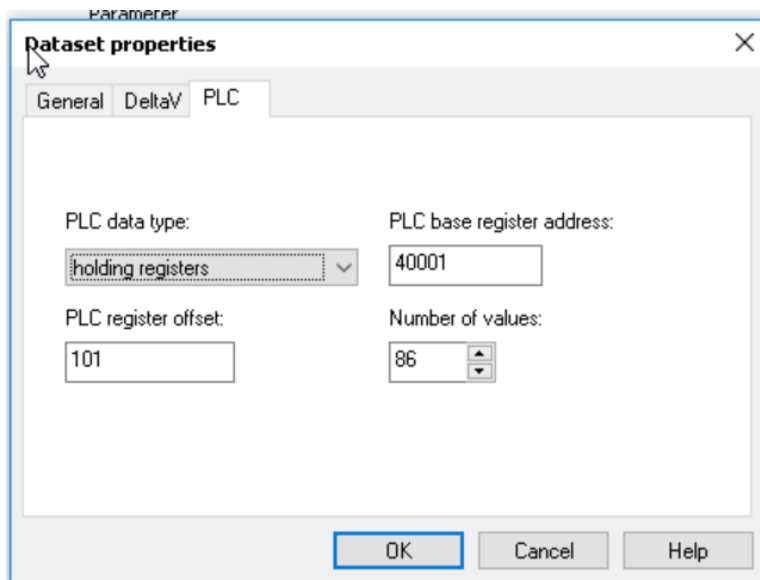 Parameter
Dataset properties
General DeltaV PLC
PLC data type: PLC base register address:
holding registers 40001
PLC register offset: Number of values:
101 86
OK Cancel Help